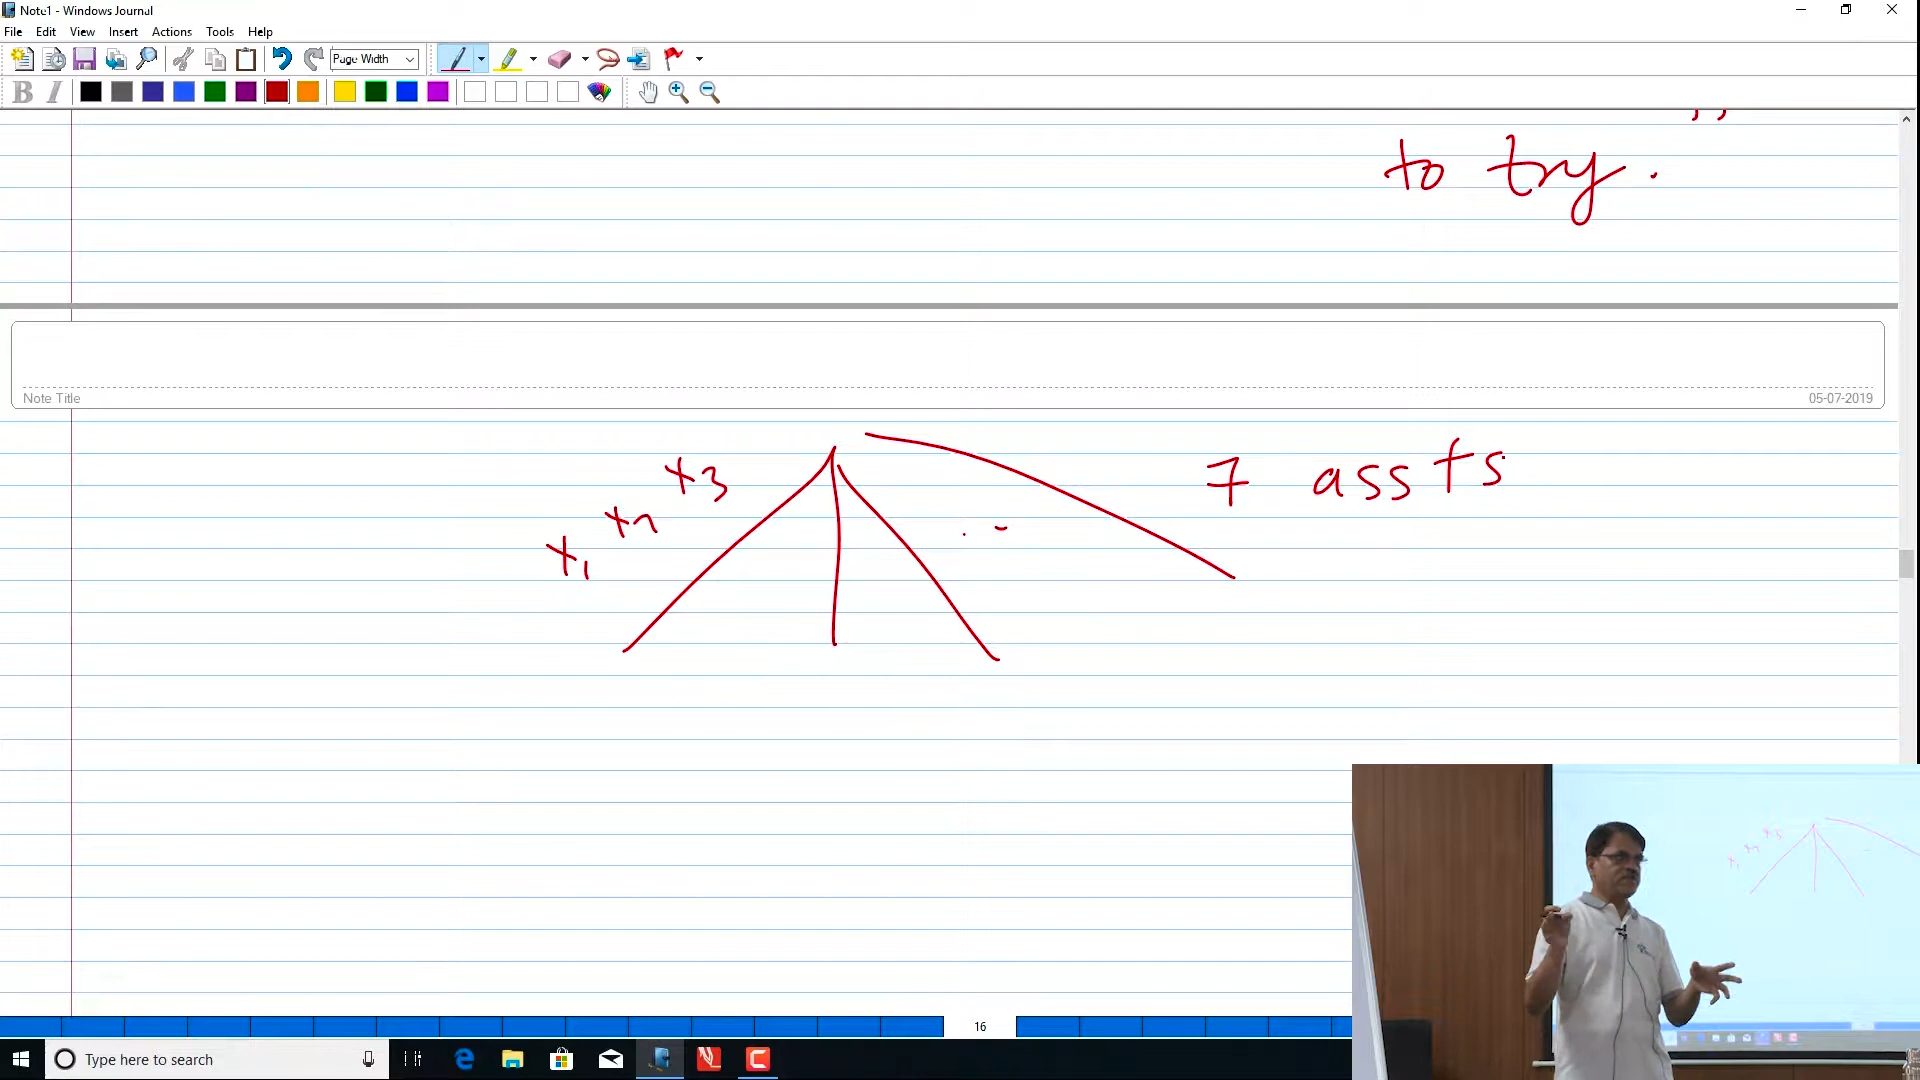 Note1 - Windows Journal
File Edit View Insert Actions Tools Help
Page Width
B I
to try.
Note Title
05-07-2019
x1 x2 x3
7 assts
16
Type here to search